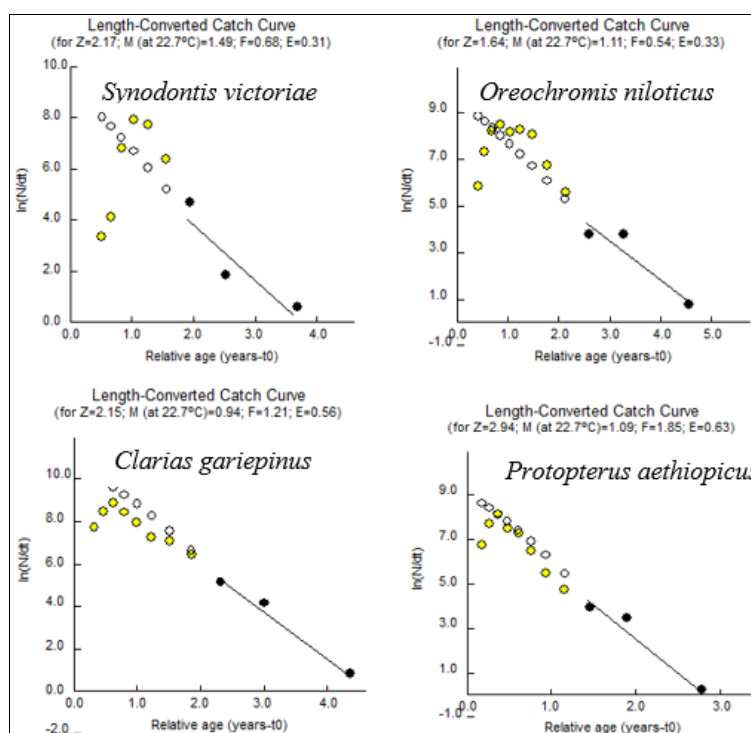 Length-Converted Catch Curve
(for Z=2.17; M (at 22.7ºC)=1.49; F=0.68; E=0.31)
Synodontis victoriae
ln(N/dt)
10.0
8.0
6.0
4.0
2.0
0.0
0.0 1.0 2.0 3.0 4.0
Relative age (years-t0)
Length-Converted Catch Curve
(for Z=1.64; M (at 22.7ºC)=1.11; F=0.54; E=0.33)
Oreochromis niloticus
ln(N/dt)
9.0
7.0
5.0
3.0
1.0
-1.0
0.0 1.0 2.0 3.0 4.0 5.0
Relative age (years-t0)
Length-Converted Catch Curve
(for Z=2.15; M (at 22.7ºC)=0.94; F=1.21; E=0.56)
Clarias gariepinus
ln(N/dt)
10.0
8.0
6.0
4.0
2.0
0.0
-2.0
0.0 1.0 2.0 3.0 4.0
Relative age (years-t0)
Length-Converted Catch Curve
(for Z=2.94; M (at 22.7ºC)=1.09; F=1.85; E=0.63)
Protopterus aethiopicus
ln(N/dt)
9.0
7.0
5.0
3.0
1.0
-1.0
0.0 1.0 2.0 3.0
Relative age (years-t0)